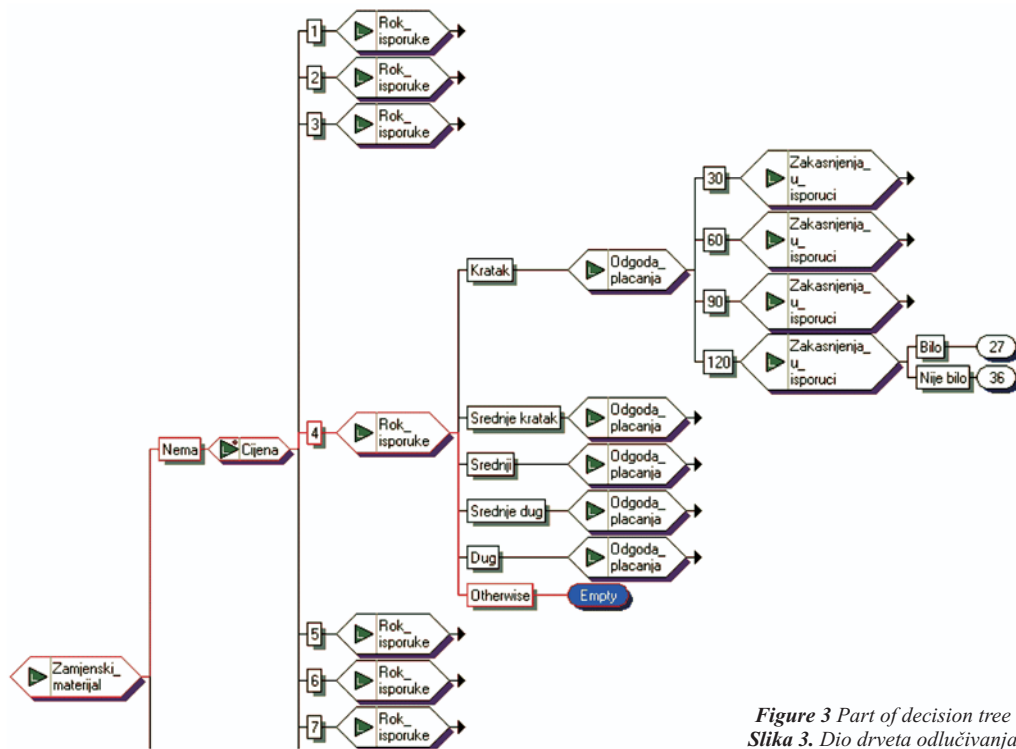 1
Rok_
isporuke
2
Rok_
isporuke
3
Rok_
isporuke
30
Zakasnjenja_
u_
isporuci
60
Zakasnjenja_
u_
isporuci
Kratak
Odgoda_
placanja
90
Zakasnjenja_
u_
isporuci
120
Zakasnjenja_
u_
isporuci
Bilo
27
Nije bilo
36
Nema
Cijena
4
Rok_
isporuke
Srednje kratak
Odgoda_
placanja
Srednji
Odgoda_
placanja
Srednje dug
Odgoda_
placanja
Dug
Odgoda_
placanja
Otherwise
Empty
5
Rok_
isporuke
Zamjenski_
materijal
6
Rok_
isporuke
7
Rok_
isporuke
Figure 3 Part of decision tree
Slika 3. Dio drveta odlučivanja